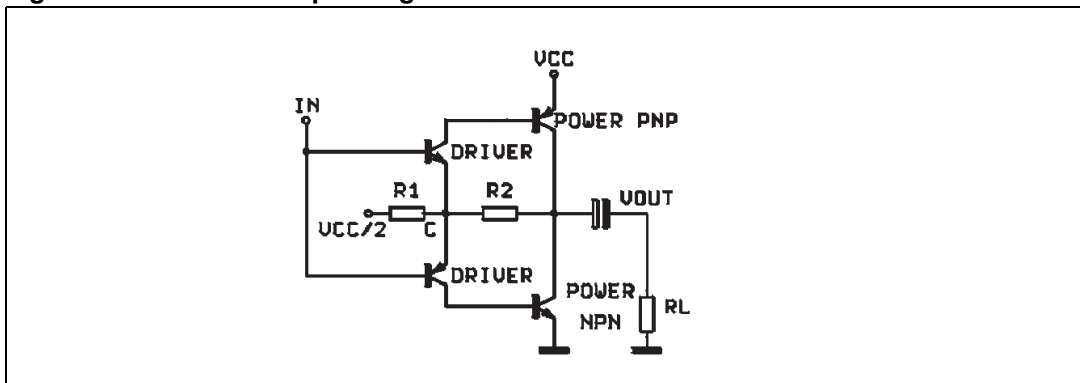 VCC
IN
POWER PNP
DRIVER
R1
R2
VOUT
VCC/2
C
DRIVER
POWER
NPN
RL